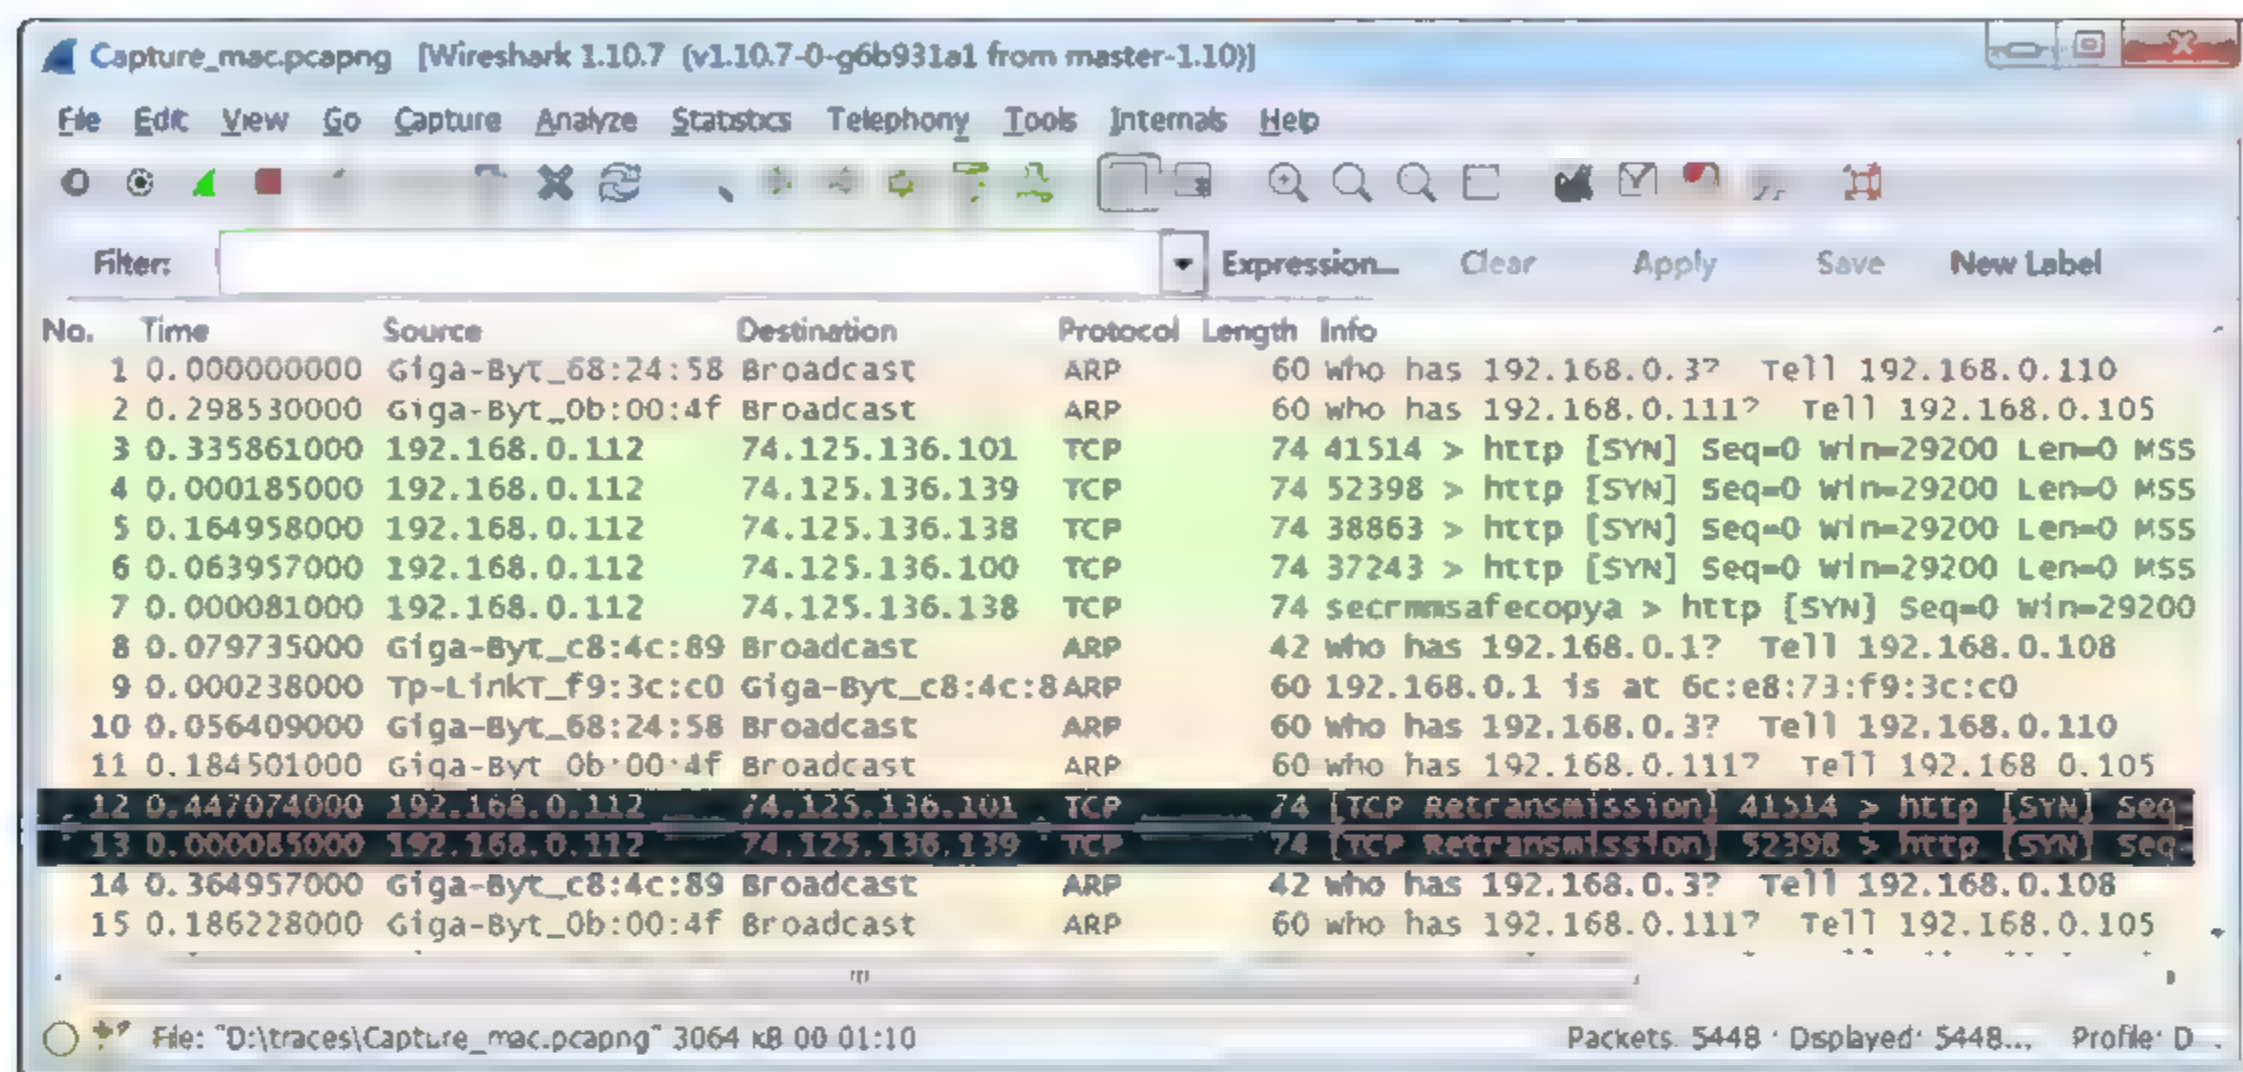 Capture_mac.pcapng [Wireshark 1.10.7 (v1.10.7-0-g6b931a1 from master-1.10)]
File Edit View Go Capture Analyze Statistics Telephony Tools Internals Help
Filter: Expression... Clear Apply Save New Label
No. Time Source Destination Protocol Length Info
1 0.000000000 Giga-Byt_68:24:58 Broadcast ARP 60 who has 192.168.0.3? Tell 192.168.0.110
2 0.298530000 Giga-Byt_0b:00:4f Broadcast ARP 60 who has 192.168.0.111? Tell 192.168.0.105
3 0.335861000 192.168.0.112 74.125.136.101 TCP 74 41514 > http [SYN] Seq=0 Win=29200 Len=0 MSS
4 0.000185000 192.168.0.112 74.125.136.139 TCP 74 52398 > http [SYN] Seq=0 Win=29200 Len=0 MSS
5 0.164958000 192.168.0.112 74.125.136.138 TCP 74 38863 > http [SYN] Seq=0 Win=29200 Len=0 MSS
6 0.063957000 192.168.0.112 74.125.136.100 TCP 74 37243 > http [SYN] Seq=0 Win=29200 Len=0 MSS
7 0.000081000 192.168.0.112 74.125.136.138 TCP 74 secrmmsafecopya > http [SYN] Seq=0 Win=29200
8 0.079735000 Giga-Byt_c8:4c:89 Broadcast ARP 42 who has 192.168.0.1? Tell 192.168.0.108
9 0.000238000 Tp-LinkT_f9:3c:c0 Giga-Byt_c8:4c:8 ARP 60 192.168.0.1 is at 6c:e8:73:f9:3c:c0
10 0.056409000 Giga-Byt_68:24:58 Broadcast ARP 60 who has 192.168.0.3? Tell 192.168.0.110
11 0.184501000 Giga-Byt_0b:00:4f Broadcast ARP 60 who has 192.168.0.111? Tell 192.168.0.105
12 0.447074000 192.168.0.112 74.125.136.101 TCP 74 [TCP Retransmission] 41514 > http [SYN] Seq
13 0.000085000 192.168.0.112 74.125.136.139 TCP 74 [TCP Retransmission] 52398 > http [SYN] Seq
14 0.364957000 Giga-Byt_c8:4c:89 Broadcast ARP 42 who has 192.168.0.3? Tell 192.168.0.108
15 0.186228000 Giga-Byt_0b:00:4f Broadcast ARP 60 who has 192.168.0.111? Tell 192.168.0.105
File: "D:\traces\Capture_mac.pcapng" 3064 kB 00:01:10 Packets: 5448 · Displayed: 5448... Profile: D